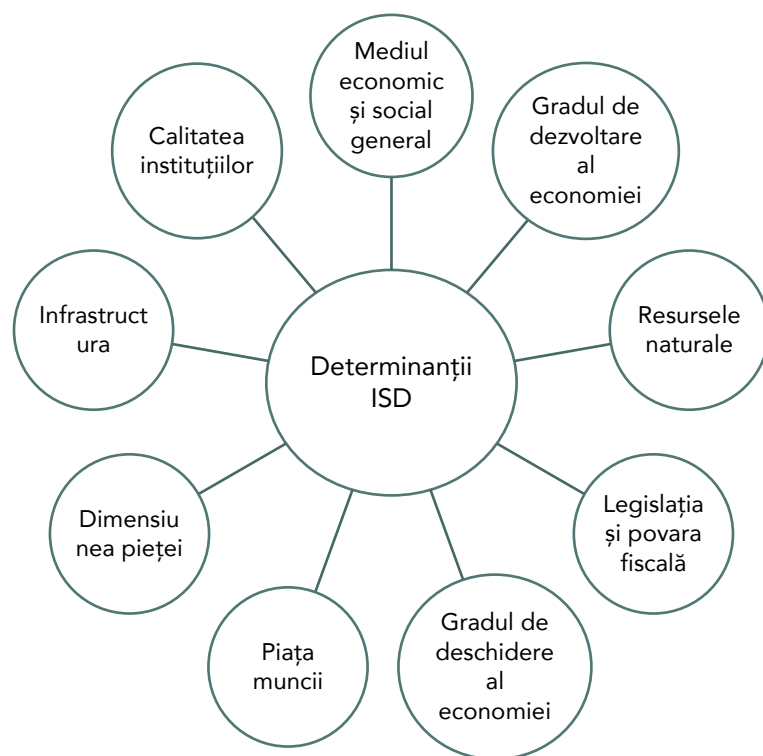 Mediul
economic
și social
general
Gradul de
dezvoltare
al
economiei
Resursele
naturale
Legislația
și povara
fiscală
Gradul de
deschidere
al
economiei
Piața
muncii
Dimensiu
nea pieței
Infrastruct
ura
Calitatea
instituțiilor
Determinanții
ISD